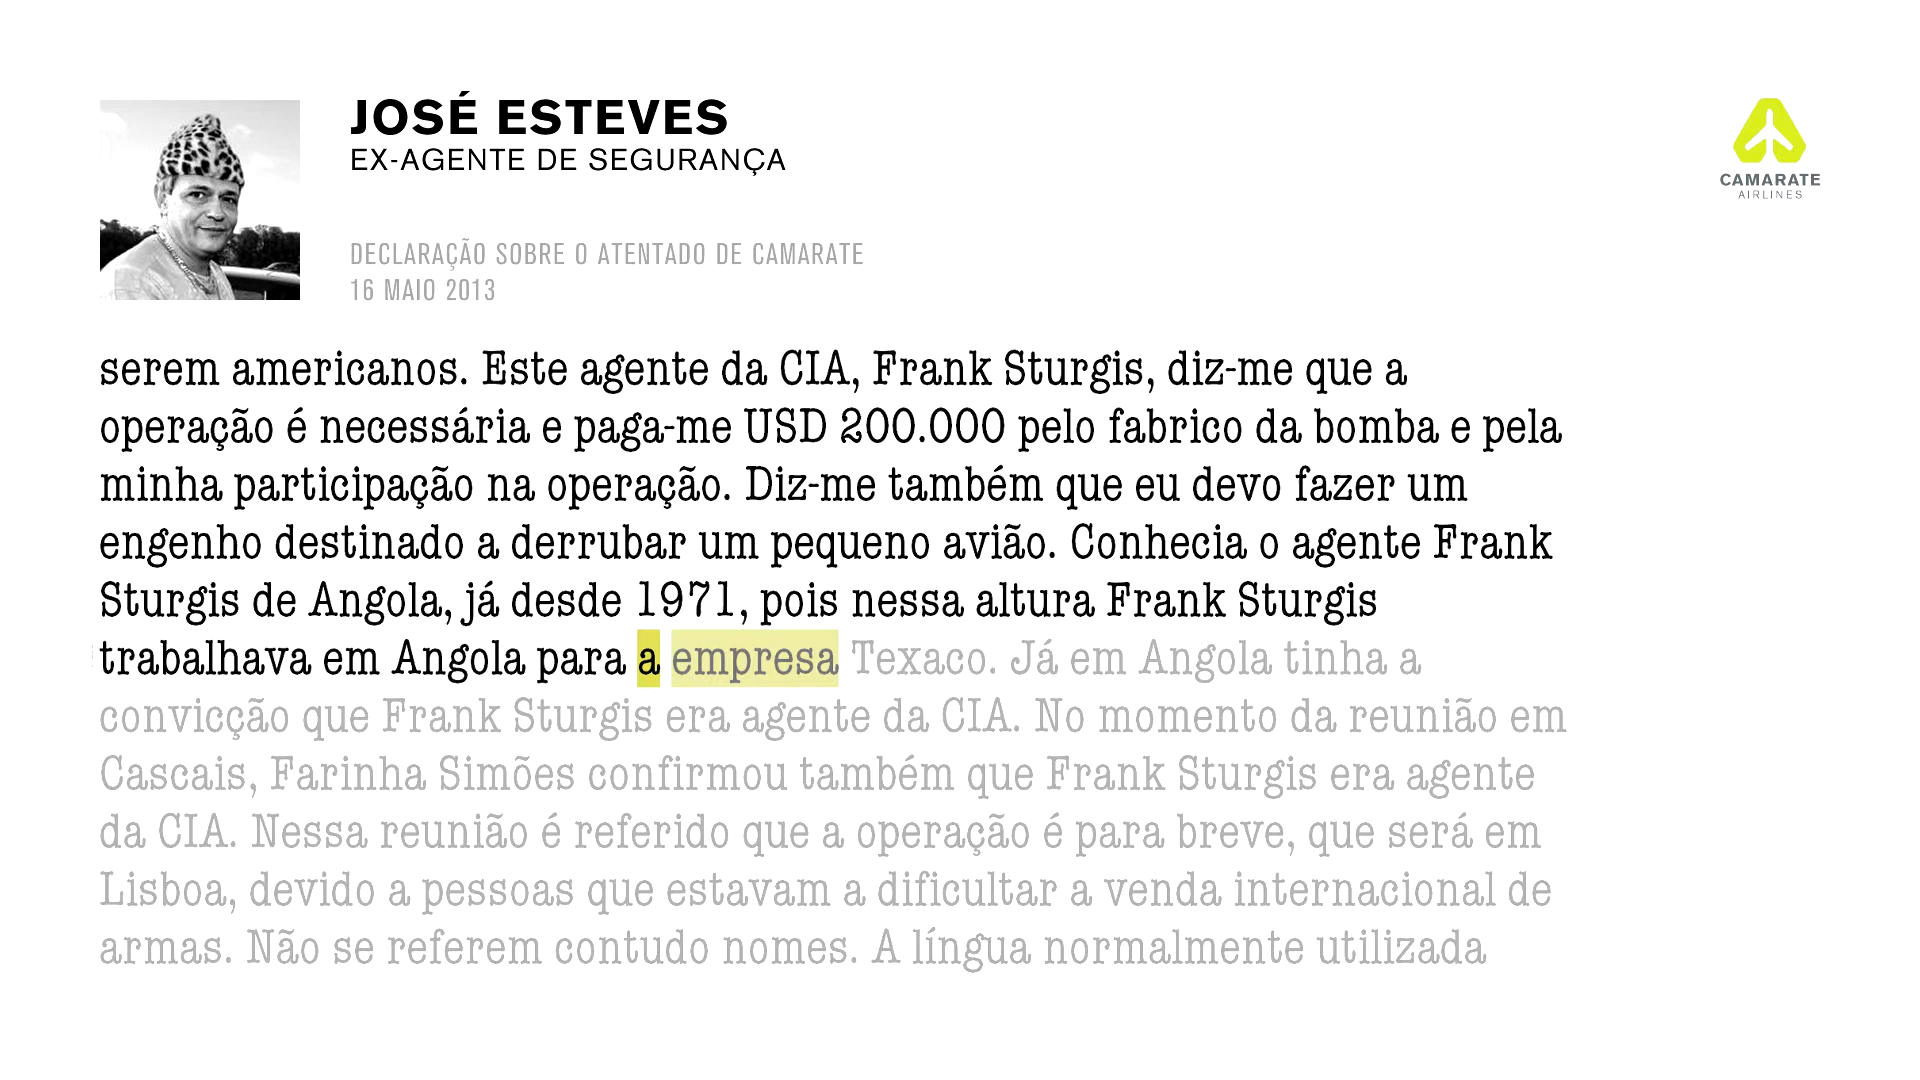 JOSÉ ESTEVES
EX-AGENTE DE SEGURANÇA
CAMARATE
AIRLINES
DECLARAÇÃO SOBRE O ATENTADO DE CAMARATE
16 MAIO 2013
serem americanos. Este agente da CIA, Frank Sturgis, diz-me que a
operação é necessária e paga-me USD 200.000 pelo fabrico da bomba e pela
minha participação na operação. Diz-me também que eu devo fazer um
engenho destinado a derrubar um pequeno avião. Conhecia o agente Frank
Sturgis de Angola, já desde 1971, pois nessa altura Frank Sturgis
trabalhava em Angola para a empresa Texaco. Já em Angola tinha a
convicção que Frank Sturgis era agente da CIA. No momento da reunião em
Cascais, Farinha Simões confirmou também que Frank Sturgis era agente
da CIA. Nessa reunião é referido que a operação é para breve, que será em
Lisboa, devido a pessoas que estavam a dificultar a venda internacional de
armas. Não se referem contudo nomes. A língua normalmente utilizada